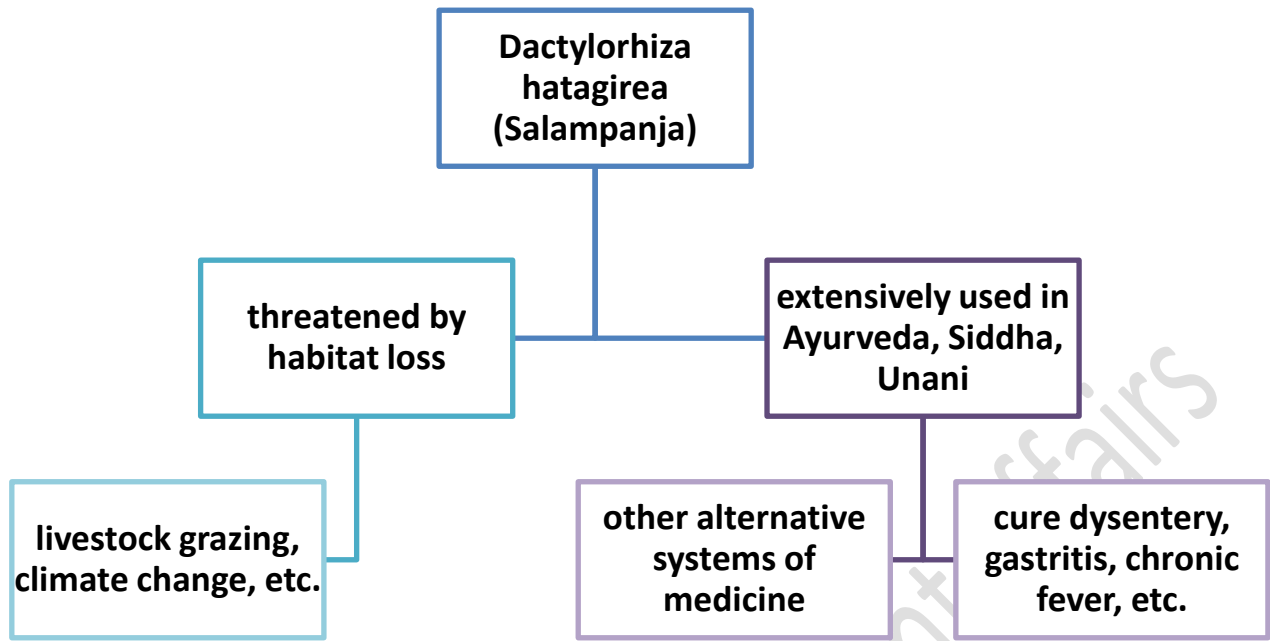 Dactylorhiza
hatagirea
(Salampanja)
threatened by
habitat loss
extensively used in
Ayurveda, Siddha,
Unani
livestock grazing,
climate change, etc.
other alternative
systems of
medicine
cure dysentery,
gastritis, chronic
fever, etc.